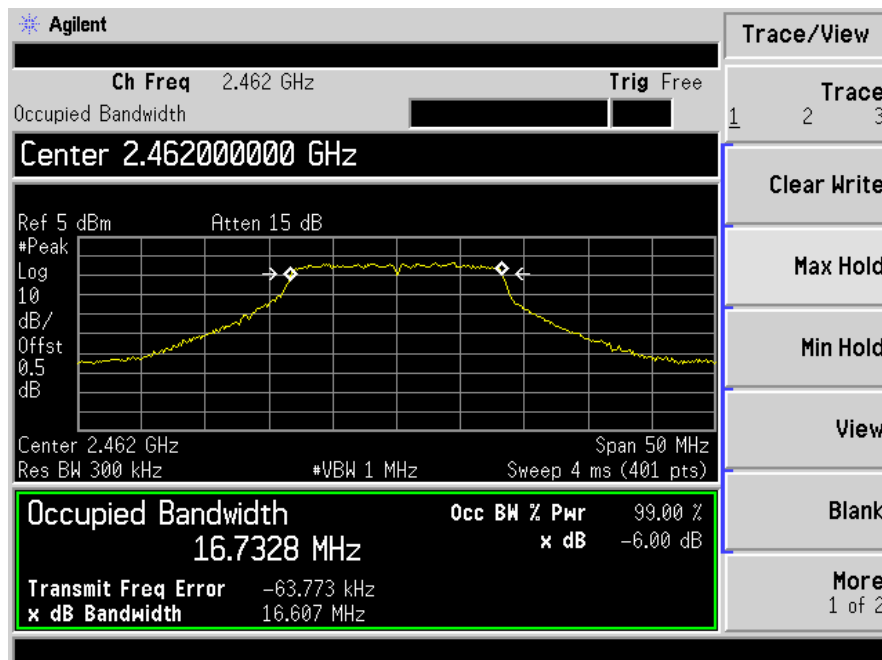 Agilent
Trace/View
Ch Freq 2.462 GHz Trig Free
Occupied Bandwidth
Trace
1 2 3
Center 2.462000000 GHz
Clear Write
Ref 5 dBm Atten 15 dB
#Peak
Log
10
dB/
Offst
0.5
dB
Max Hold
Min Hold
View
Center 2.462 GHz Span 50 MHz
Res BW 300 kHz #VBW 1 MHz Sweep 4 ms (401 pts)
Occupied Bandwidth Occ BW % Pwr 99.00 %
16.7328 MHz x dB -6.00 dB
Blank
Transmit Freq Error -63.773 kHz
x dB Bandwidth 16.607 MHz
More
1 of 2